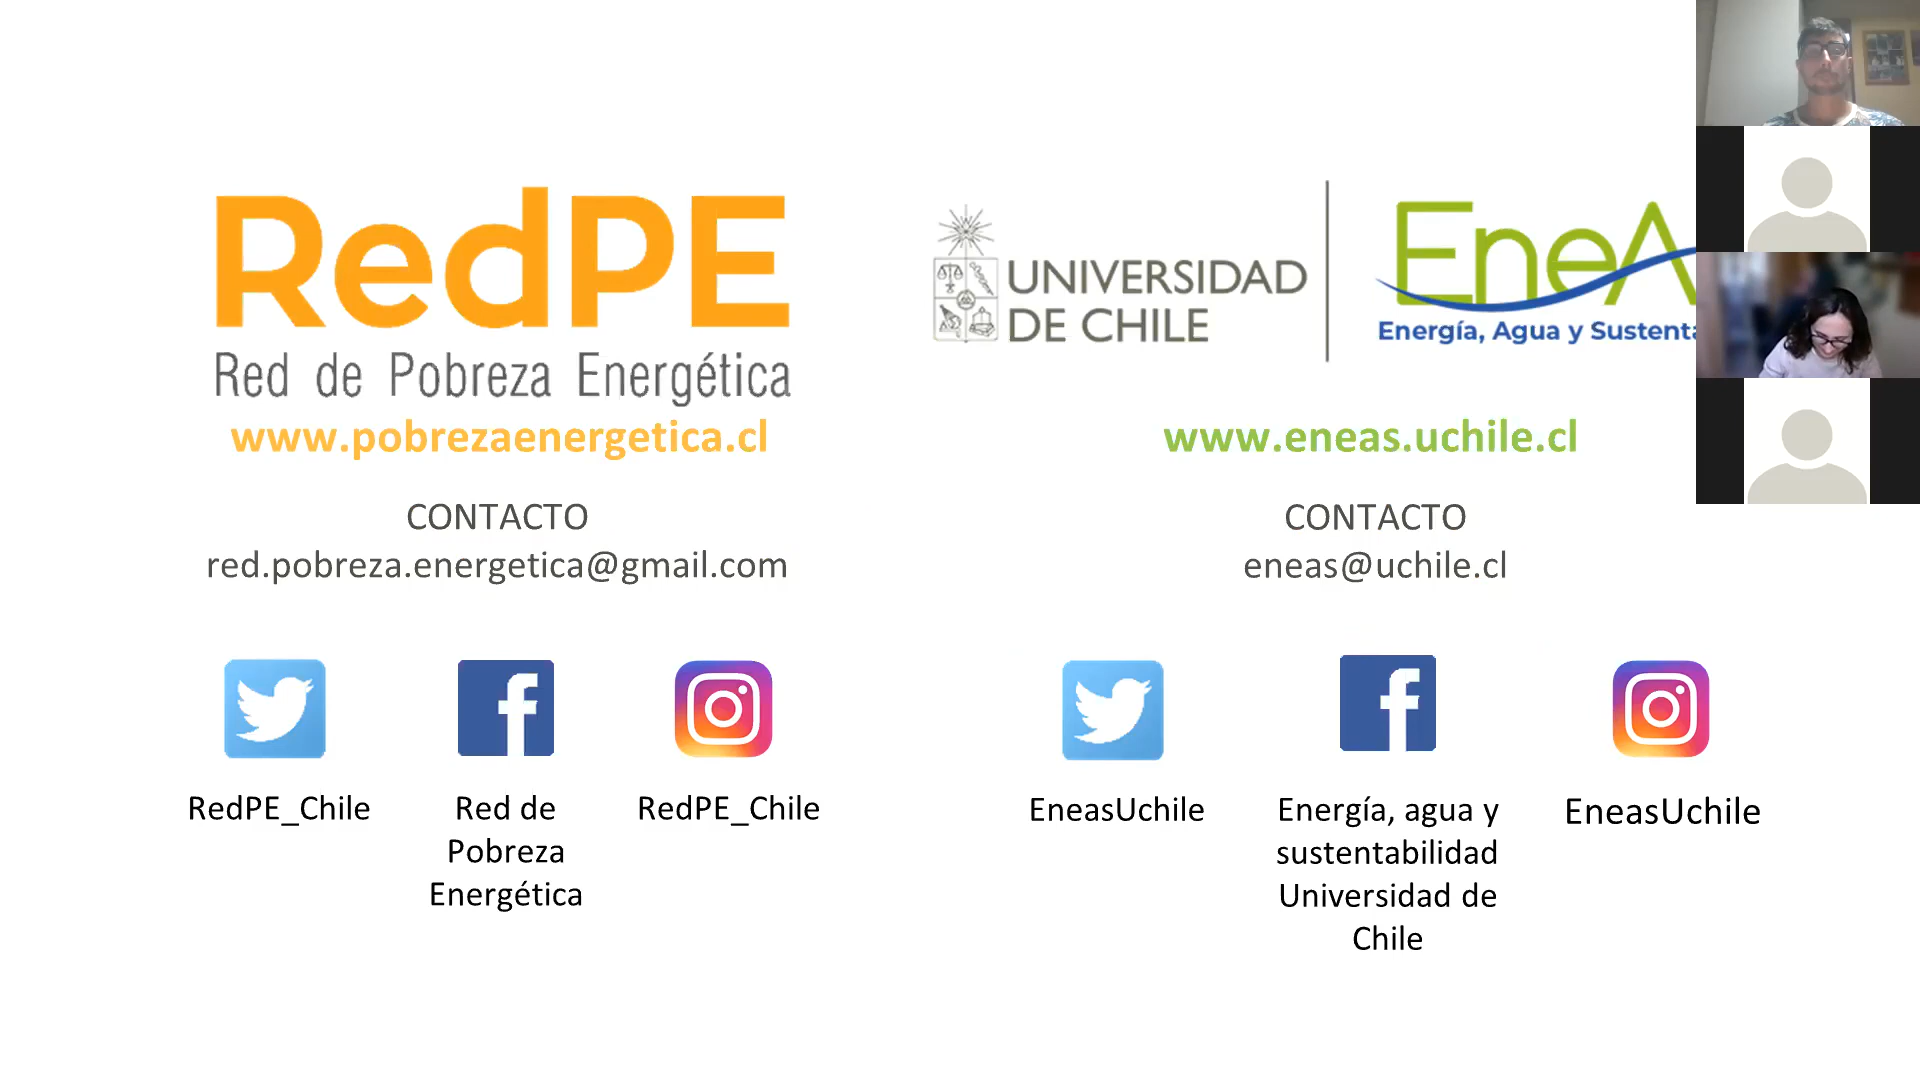 RedPE
Red de Pobreza Energética
www.pobrezaenergetica.cl
CONTACTO
red.pobreza.energetica@gmail.com
RedPE_Chile
Red de
Pobreza
Energética
RedPE_Chile
UNIVERSIDAD
DE CHILE
EneA
Energía, Agua y Sustenta
www.eneas.uchile.cl
CONTACTO
eneas@uchile.cl
EneasUchile
Energía, agua y
sustentabilidad
Universidad de
Chile
EneasUchile